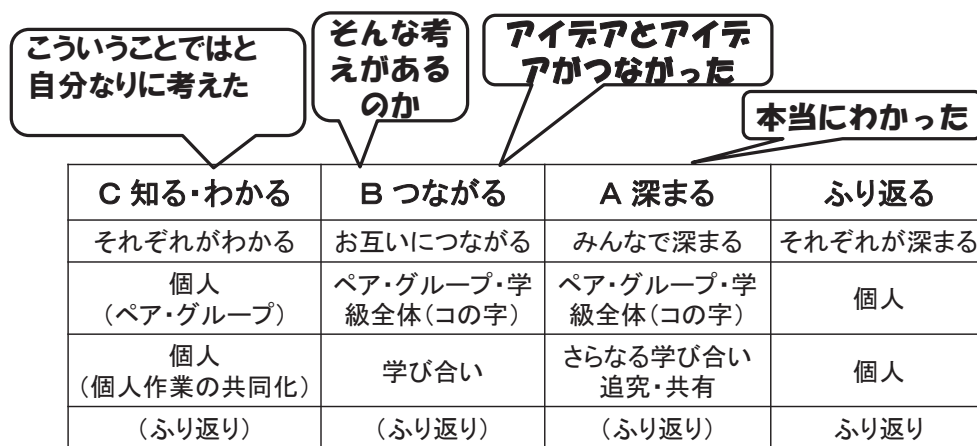 こういうことではと
自分なりに考えた
そんな考
えがある
のか
アイデアとアイデ
アがつながった
本当にわかった
C 知る・わかる
B つながる
A 深まる
ふり返る
それぞれがわかる
お互いにつながる
みんなで深まる
それぞれが深まる
個人
(ペア・グループ)
ペア・グループ・学
級全体(コの字)
ペア・グループ・学
級全体(コの字)
個人
個人
(個人作業の共同化)
学び合い
さらなる学び合い
追究・共有
個人
(ふり返り)
(ふり返り)
(ふり返り)
ふり返り